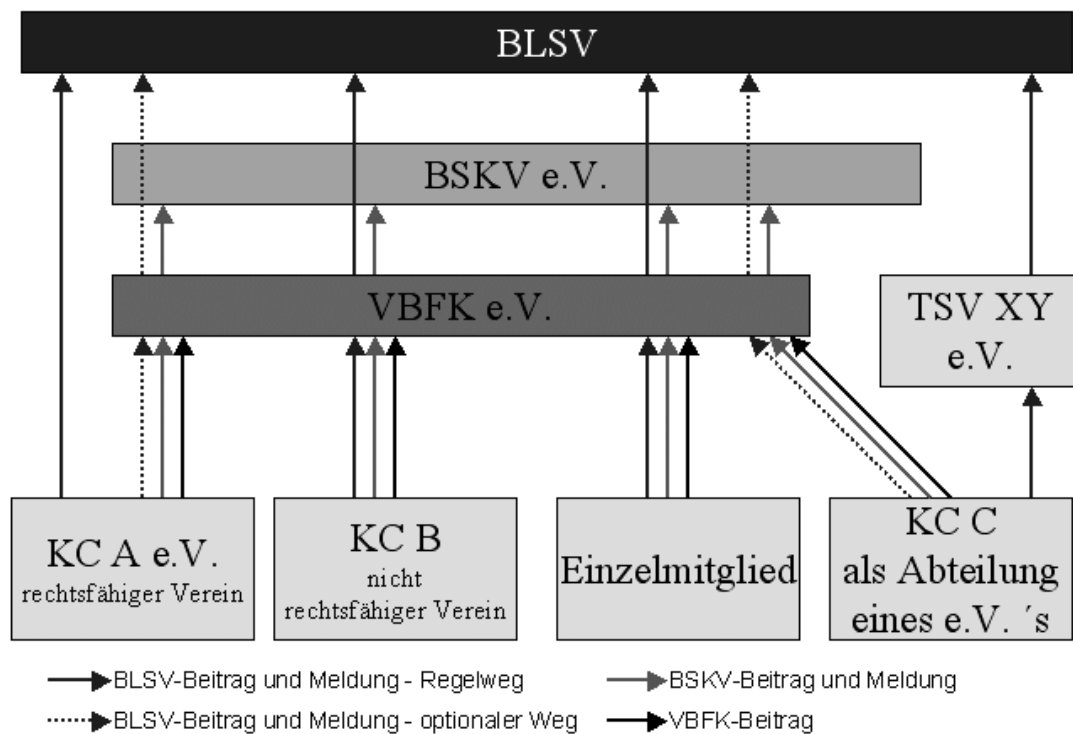 BLSV
BSKV e.V.
VBFK e.V.
TSV XY
e.V.
KC A e.V.
rechtsfähiger Verein
KC B
nicht
rechtsfähiger Verein
Einzelmitglied
KC C
als Abteilung
eines e.V. ´s
BLSV-Beitrag und Meldung - Regelweg
BSKV-Beitrag und Meldung
BLSV-Beitrag und Meldung - optionaler Weg
VBFK-Beitrag